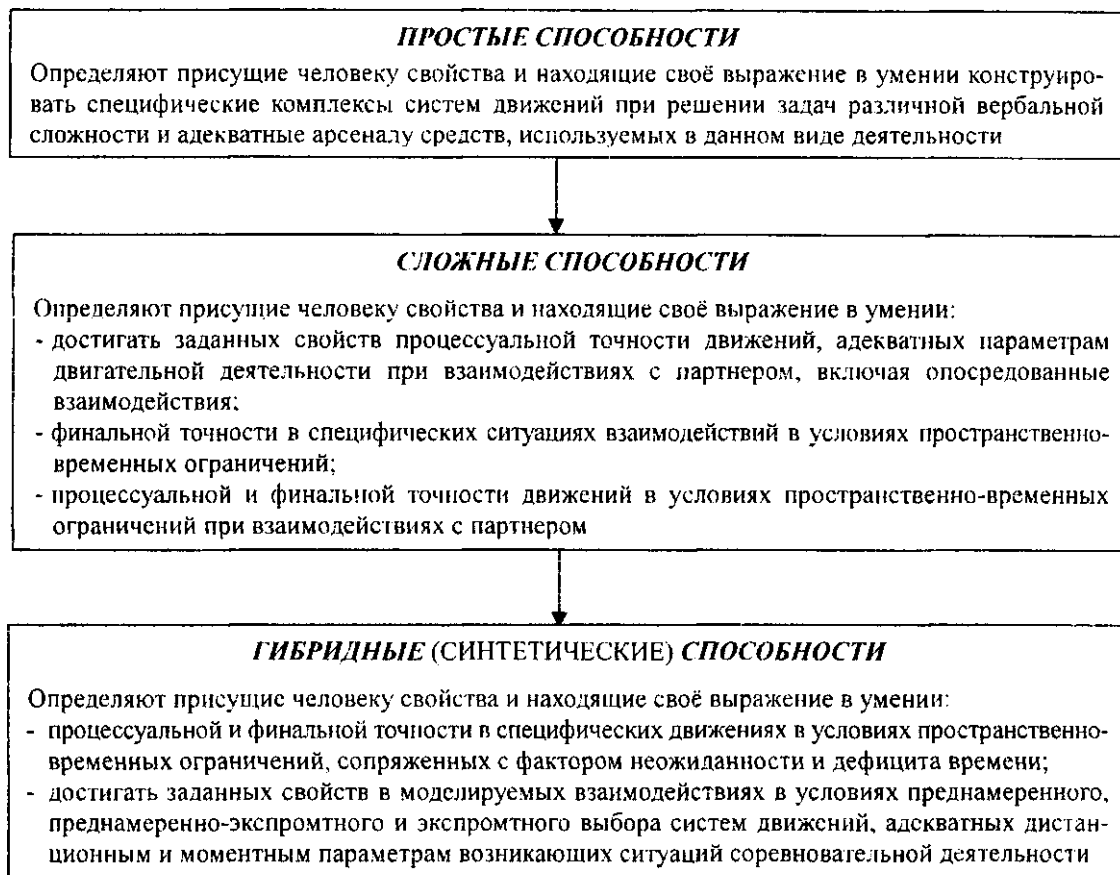 ПРОСТЫЕ СПОСОБНОСТИ
Определяют присущие человеку свойства и находящие своё выражение в умении конструиро-
вать специфические комплексы систем движений при решении задач различной вербальной
сложности и адекватные арсеналу средств, используемых в данном виде деятельности
СЛОЖНЫЕ СПОСОБНОСТИ
Определяют присущие человеку свойства и находящие своё выражение в умении:
- достигать заданных свойств процессуальной точности движений, адекватных параметрам
двигательной деятельности при взаимодействиях с партнером, включая опосредованные
взаимодействия;
- финальной точности в специфических ситуациях взаимодействий в условиях пространственно-
временных ограничений;
- процессуальной и финальной точности движений в условиях пространственно-временных
ограничений при взаимодействиях с партнером
ГИБРИДНЫЕ (СИНТЕТИЧЕСКИЕ) СПОСОБНОСТИ
Определяют присущие человеку свойства и находящие своё выражение в умении:
- процессуальной и финальной точности в специфических движениях в условиях пространственно-
временных ограничений, сопряженных с фактором неожиданности и дефицита времени;
- достигать заданных свойств в моделируемых взаимодействиях в условиях преднамеренного,
преднамеренно-экспромтного и экспромтного выбора систем движений, адекватных дистан-
ционным и моментным параметрам возникающих ситуаций соревновательной деятельности